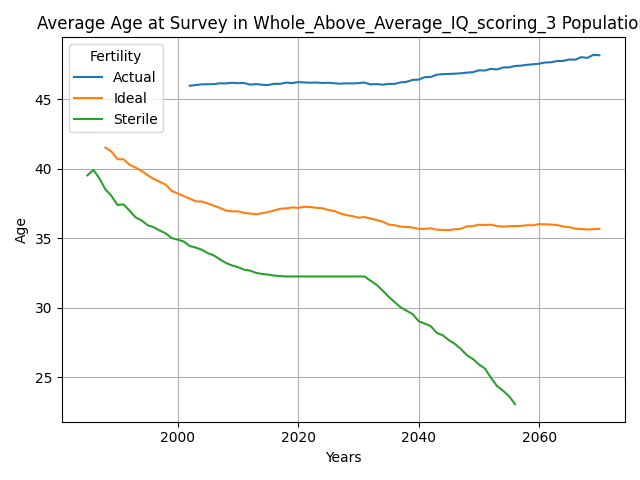 Average Age at Survey in Whole_Above_Average_IQ_scoring_3 Population
Fertility
Actual
Ideal
Sterile
45
40
35
30
25
Age
2000
2020
2040
2060
Years